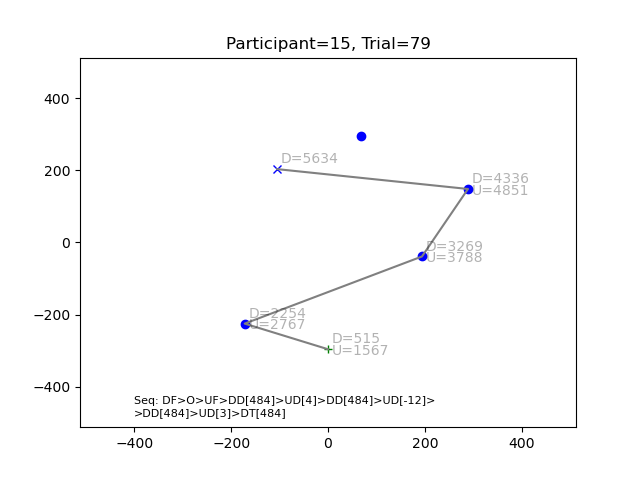 Participant=15, Trial=79
400
200
0
−200
−400
D=5634
D=4336
U=4851
D=3269
U=3788
D=2254
U=2767
D=515
U=1567
Seq: DF>O>UF>DD[484]>UD[4]>DD[484]>UD[-12]>
>DD[484]>UD[3]>DT[484]
−400 −200 0 200 400